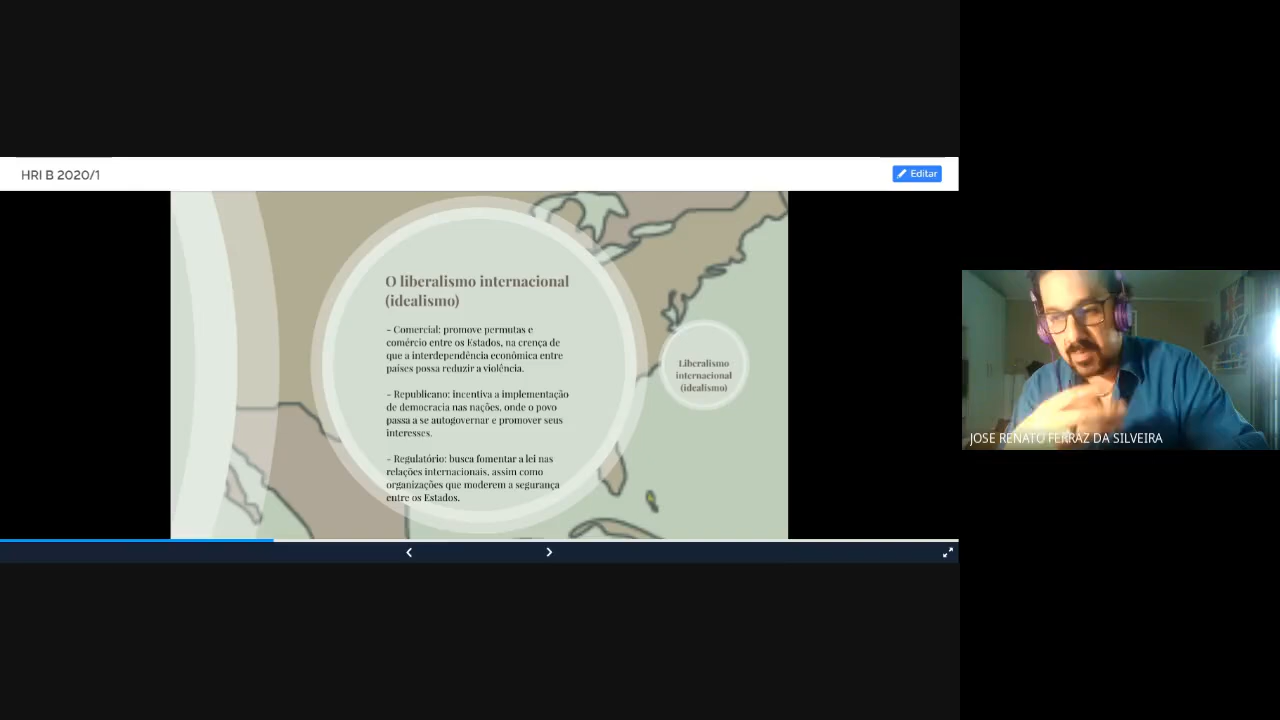 HRI B 2020/1
Editar
O liberalismo internacional
(idealismo)
- Comercial: promove permutas e
comércio entre os Estados, na crença de
que a interdependência econômica entre
países possa reduzir a violência.
- Republicano: incentiva a implementação
de democracia nas nações, onde o povo
passa a se autogovernar e promover seus
interesses.
- Regulatório: busca fomentar a lei nas
relações internacionais, assim como
organizações que moderem a segurança
entre os Estados.
Liberalismo
internacional
(idealismo)
JOSE RENATO FERRAZ DA SILVEIRA